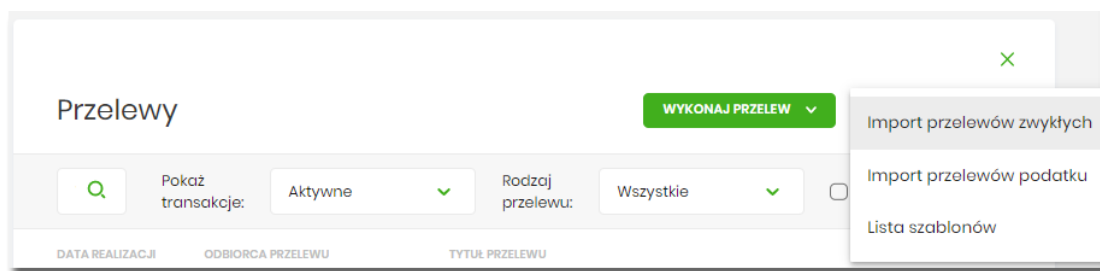 Przelewy
WYKONAJ PRZELEW
Import przelewów zwykłych
Import przelewów podatku
Lista szablonów
Pokaż
transakcje:
Aktywne
Rodzaj
przelewu:
Wszystkie
DATA REALIZACJI ODBIORCA PRZELEWU TYTUŁ PRZELEWU